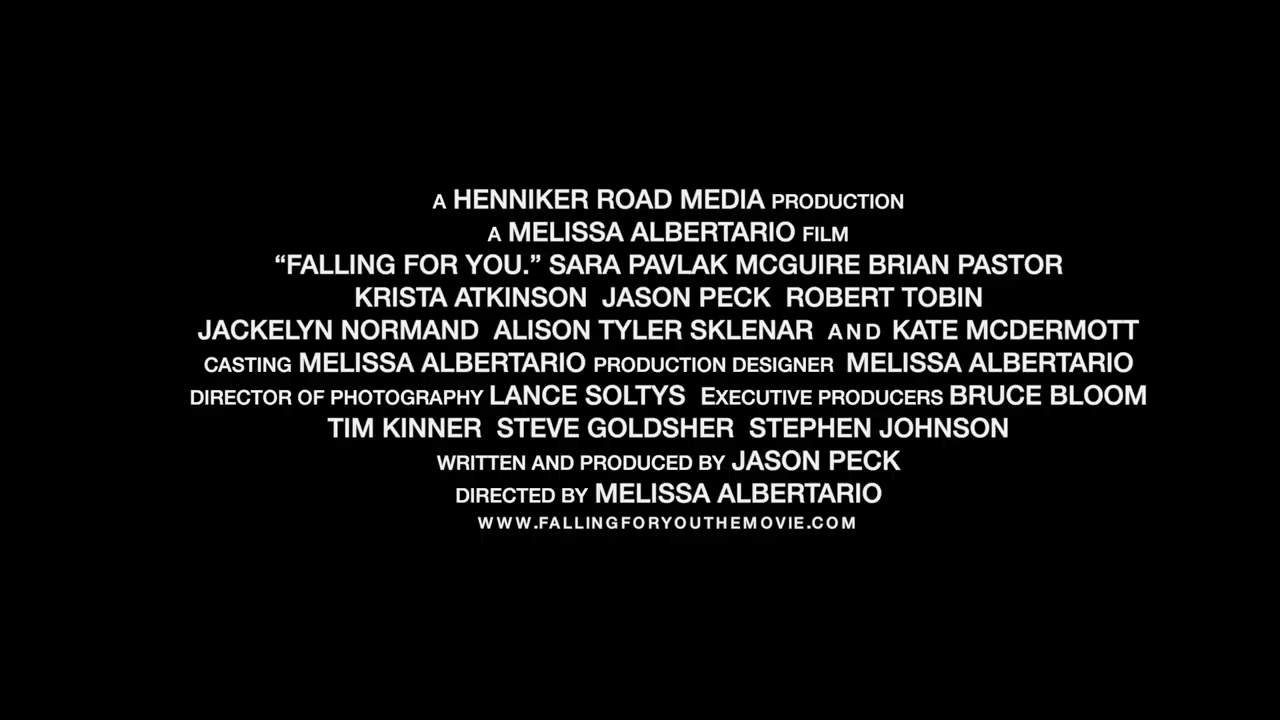 A HENNIKER ROAD MEDIA PRODUCTION
A MELISSA ALBERTARIO FILM
“FALLING FOR YOU.” SARA PAVLAK MCGUIRE BRIAN PASTOR
KRISTA ATKINSON JASON PECK ROBERT TOBIN
JACKELYN NORMAND ALISON TYLER SKLENAR AND KATE MCDERMOTT
CASTING MELISSA ALBERTARIO PRODUCTION DESIGNER MELISSA ALBERTARIO
DIRECTOR OF PHOTOGRAPHY LANCE SOLTYS EXECUTIVE PRODUCERS BRUCE BLOOM
TIM KINNER STEVE GOLDSHER STEPHEN JOHNSON
WRITTEN AND PRODUCED BY JASON PECK
DIRECTED BY MELISSA ALBERTARIO
WWW.FALLINGFORYOUTHEMOVIE.COM